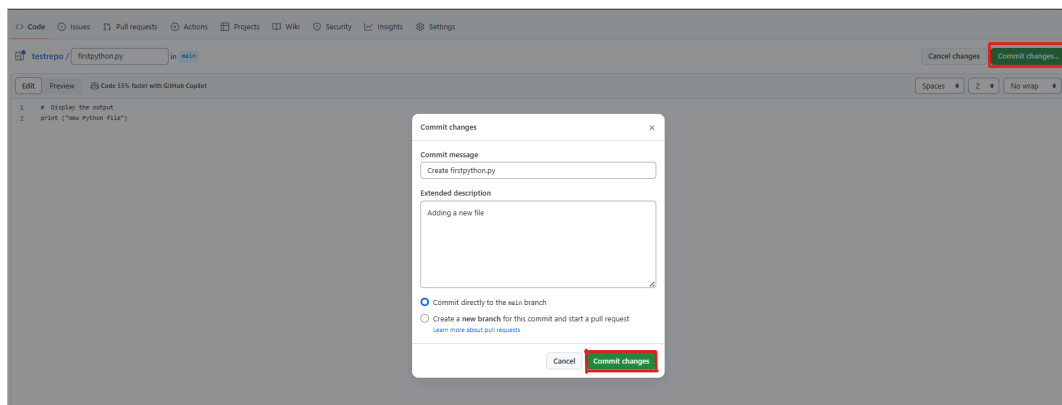 <> Code Issues Pull requests Actions Projects Wiki Security Insights Settings
testrepo / firstpython.py in main Cancel changes Commit changes...
Edit Preview Code 55% faster with GitHub Copilot Spaces 2 No wrap
1 # Display the output
2 print ("New Python file")
Commit changes ×
Commit message
Create firstpython.py
Extended description
Adding a new file
Commit directly to the main branch
Create a new branch for this commit and start a pull request
Learn more about pull requests
Cancel Commit changes